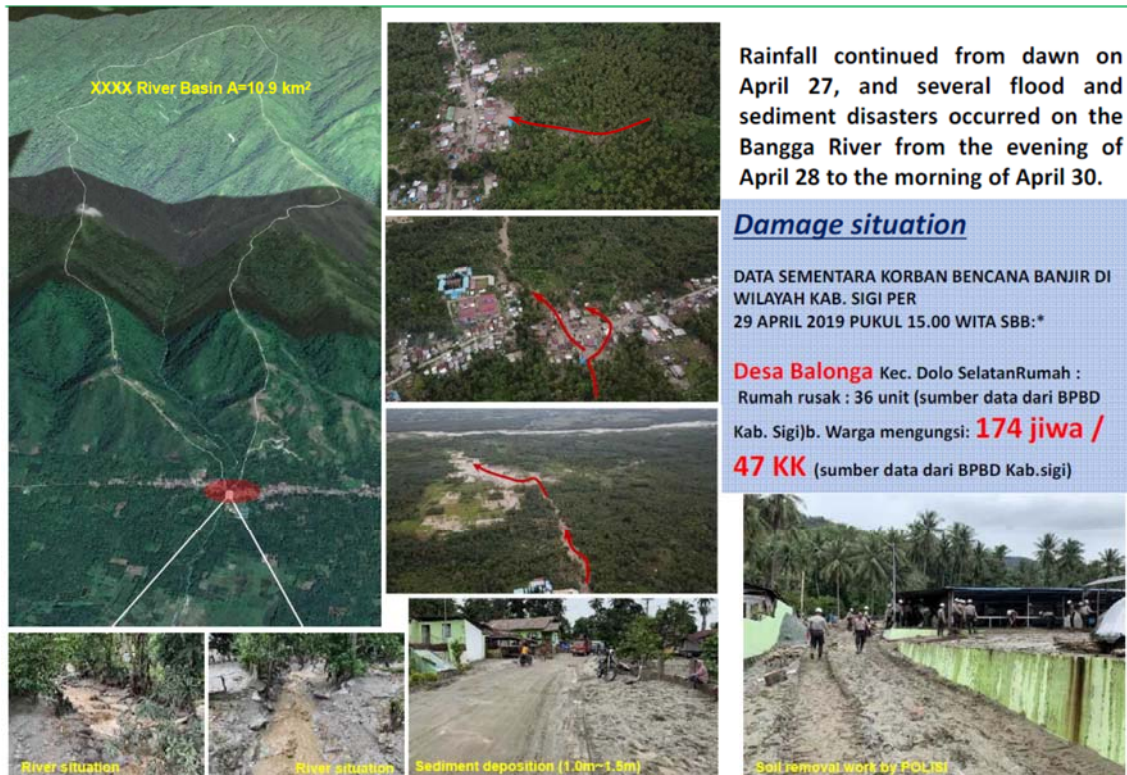 XXXX River Basin A=10.9 km²
Rainfall continued from dawn on
April 27, and several flood and
sediment disasters occurred on the
Bangga River from the evening of
April 28 to the morning of April 30.
Damage situation
DATA SEMENTARA KORBAN BENCANA BANJIR DI
WILAYAH KAB. SIGI PER
29 APRIL 2019 PUKUL 15.00 WITA SBB:*
Desa Balonga Kec. Dolo SelatanRumah :
Rumah rusak : 36 unit (sumber data dari BPBD
Kab. Sigi)b. Warga mengungsi: 174 jiwa /
47 KK (sumber data dari BPBD Kab.sigi)
River situation
River situation
Sediment deposition (1.0m~1.5m)
Soil removal work by POLISI